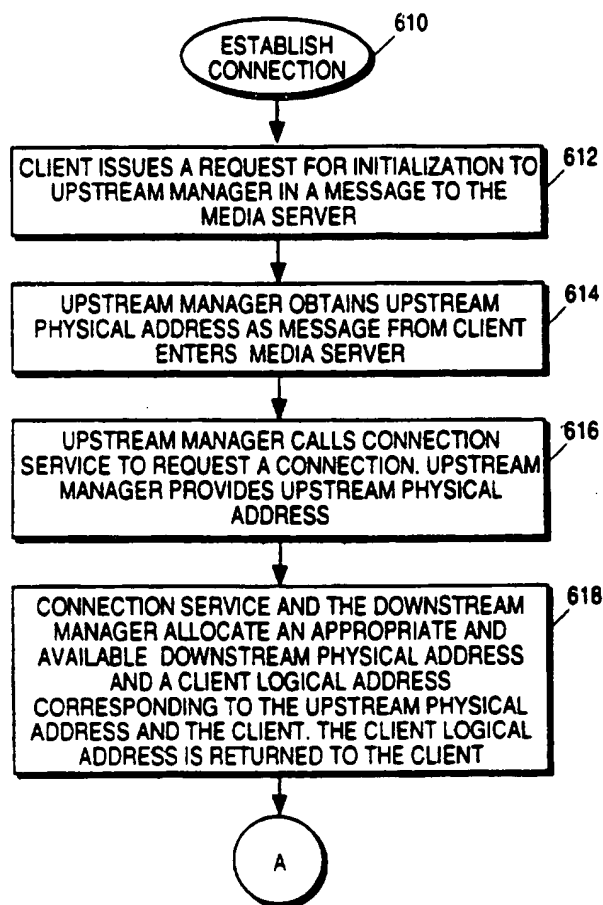 610
ESTABLISH
CONNECTION
612
CLIENT ISSUES A REQUEST FOR INITIALIZATION TO
UPSTREAM MANAGER IN A MESSAGE TO THE
MEDIA SERVER
614
UPSTREAM MANAGER OBTAINS UPSTREAM
PHYSICAL ADDRESS AS MESSAGE FROM CLIENT
ENTERS MEDIA SERVER
616
UPSTREAM MANAGER CALLS CONNECTION
SERVICE TO REQUEST A CONNECTION. UPSTREAM
MANAGER PROVIDES UPSTREAM PHYSICAL
ADDRESS
618
CONNECTION SERVICE AND THE DOWNSTREAM
MANAGER ALLOCATE AN APPROPRIATE AND
AVAILABLE DOWNSTREAM PHYSICAL ADDRESS
AND A CLIENT LOGICAL ADDRESS
CORRESPONDING TO THE UPSTREAM PHYSICAL
ADDRESS AND THE CLIENT. THE CLIENT LOGICAL
ADDRESS IS RETURNED TO THE CLIENT
A